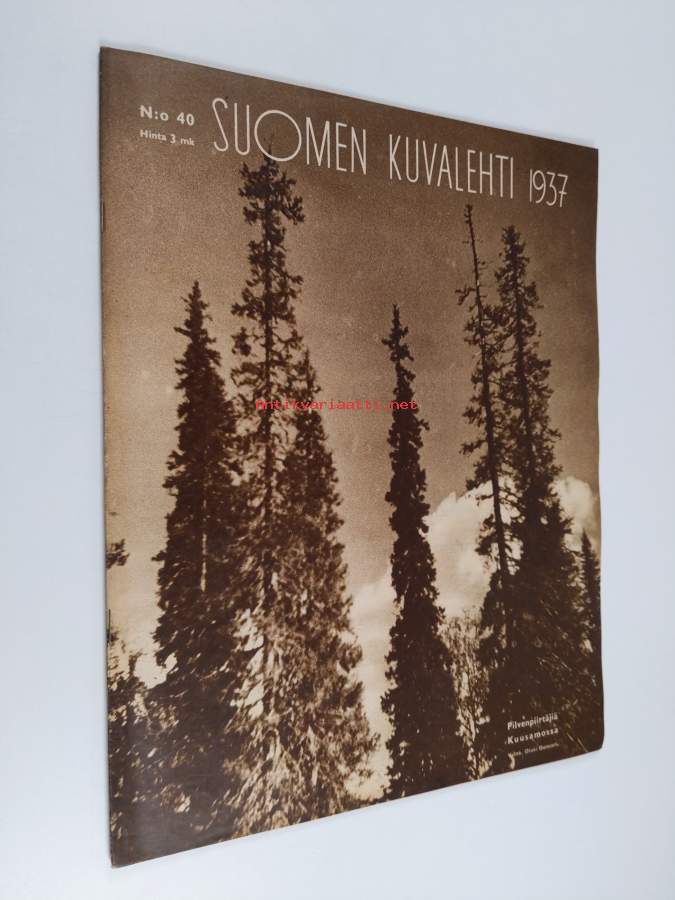 N:o 40
Hinta 3 mk
SUOMEN KUVALEHTI 1937
antikvariaatti.net
Pilvenpiirtäjiä
Kuusamossa